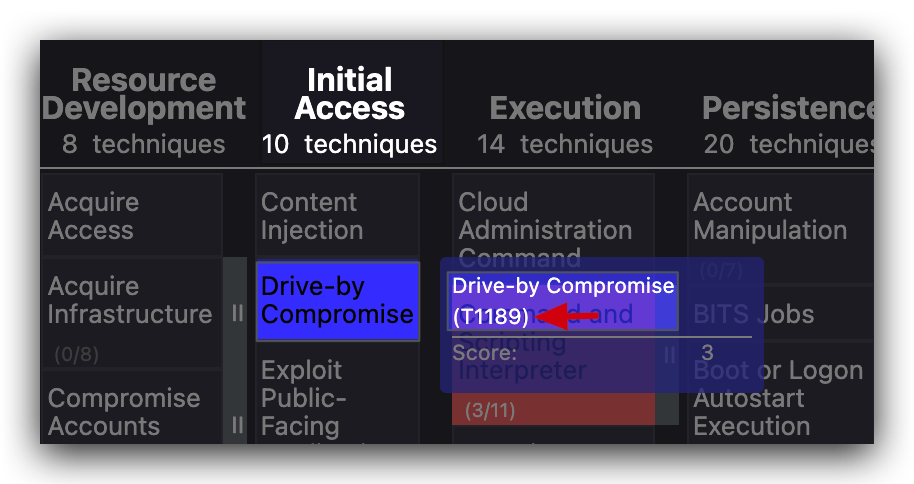 Resource
Development
8 techniques
Initial
Access
10 techniques
Execution
14 techniques
Persistence
20 techniques
Acquire
Access
Acquire
Infrastructure
(0/8)
Compromise
Accounts
Content
Injection
Drive-by
Compromise
Exploit
Public-
Facing
Cloud
Administration
Command
Drive-by Compromise
(T1189)
Score: 3
Command and
Scripting
Interpreter
(3/11)
Account
Manipulation
(0/7)
BITS Jobs
Boot or Logon
Autostart
Execution